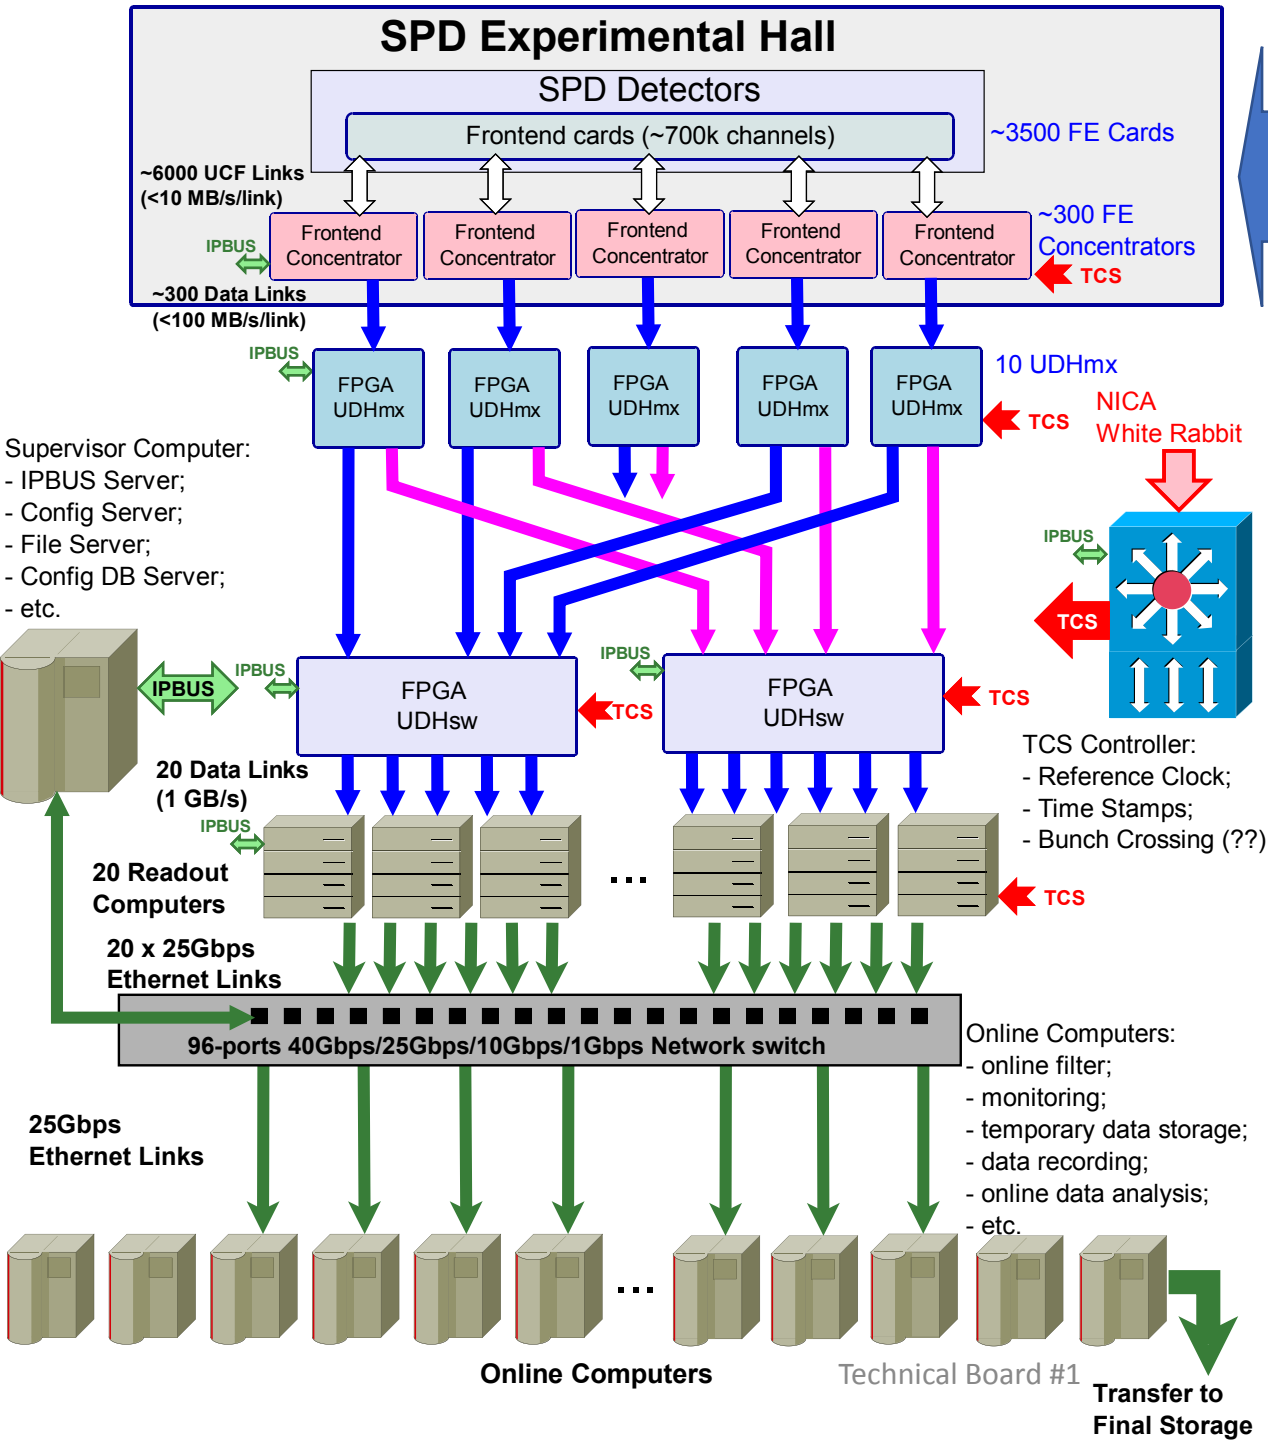 SPD Experimental Hall
SPD Detectors
Frontend cards (~700k channels)
~3500 FE Cards
~6000 UCF Links
(<10 MB/s/link)
Frontend
Concentrator
Frontend
Concentrator
Frontend
Concentrator
Frontend
Concentrator
Frontend
Concentrator
~300 FE
Concentrators
IPBUS
TCS
~300 Data Links
(<100 MB/s/link)
IPBUS
FPGA
UDHmx
FPGA
UDHmx
FPGA
UDHmx
FPGA
UDHmx
FPGA
UDHmx
10 UDHmx
TCS
NICA
White Rabbit
Supervisor Computer:
- IPBUS Server;
- Config Server;
- File Server;
- Config DB Server;
- etc.
IPBUS
TCS
IPBUS
IPBUS
FPGA
UDHsw
TCS
IPBUS
FPGA
UDHsw
TCS
TCS Controller:
- Reference Clock;
- Time Stamps;
- Bunch Crossing (??)
20 Data Links
(1 GB/s)
IPBUS
20 Readout
Computers
...
TCS
20 x 25Gbps
Ethernet Links
96-ports 40Gbps/25Gbps/10Gbps/1Gbps Network switch
Online Computers:
- online filter;
- monitoring;
- temporary data storage;
- data recording;
- online data analysis;
- etc.
25Gbps
Ethernet Links
...
Online Computers
Technical Board #1
Transfer to
Final Storage